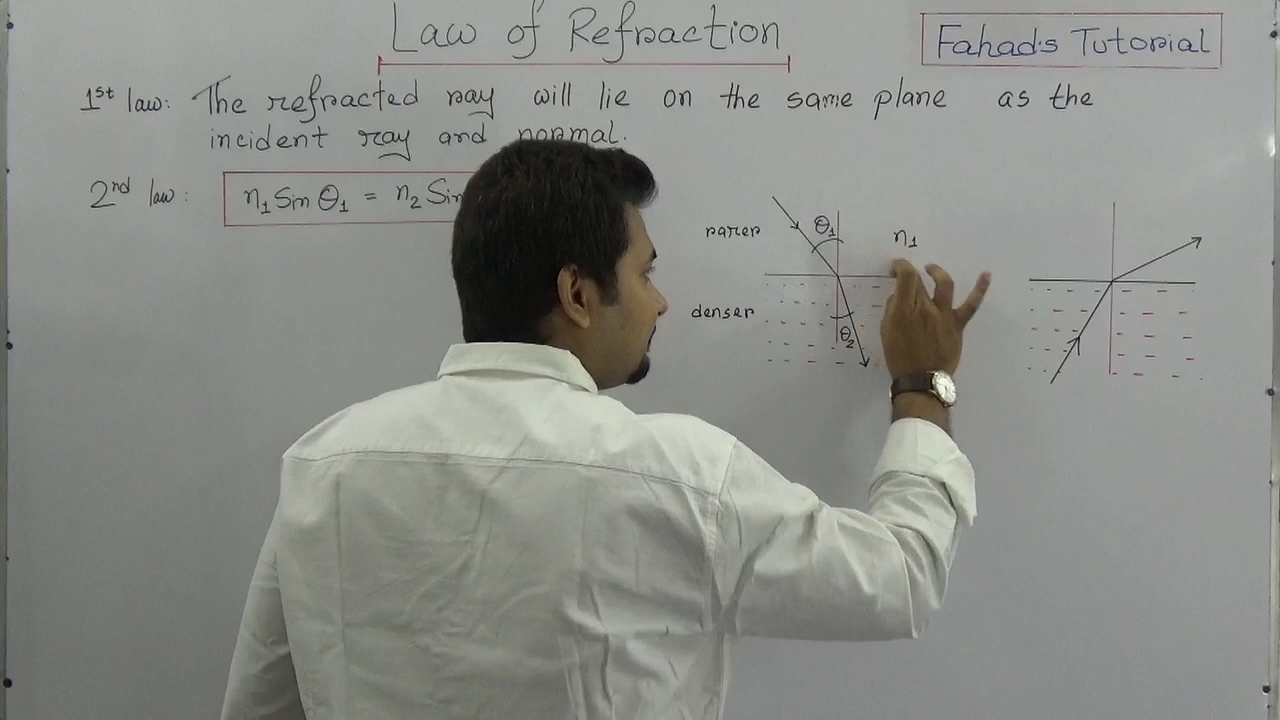 Law of Refraction
Fahad's Tutorial
1st law: The refracted ray will lie on the same plane as the
incident ray and normal.
2nd law: n₁ Sin θ₁ = n₂ Sin
rarer θ₁ n₁
denser θ₂